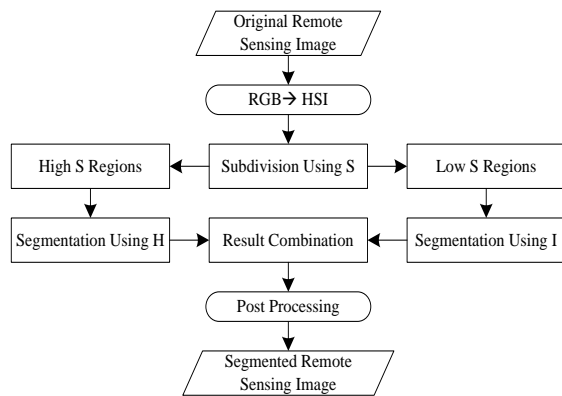 Original Remote
Sensing Image
RGB→ HSI
High S Regions
Subdivision Using S
Low S Regions
Segmentation Using H
Result Combination
Segmentation Using I
Post Processing
Segmented Remote
Sensing Image